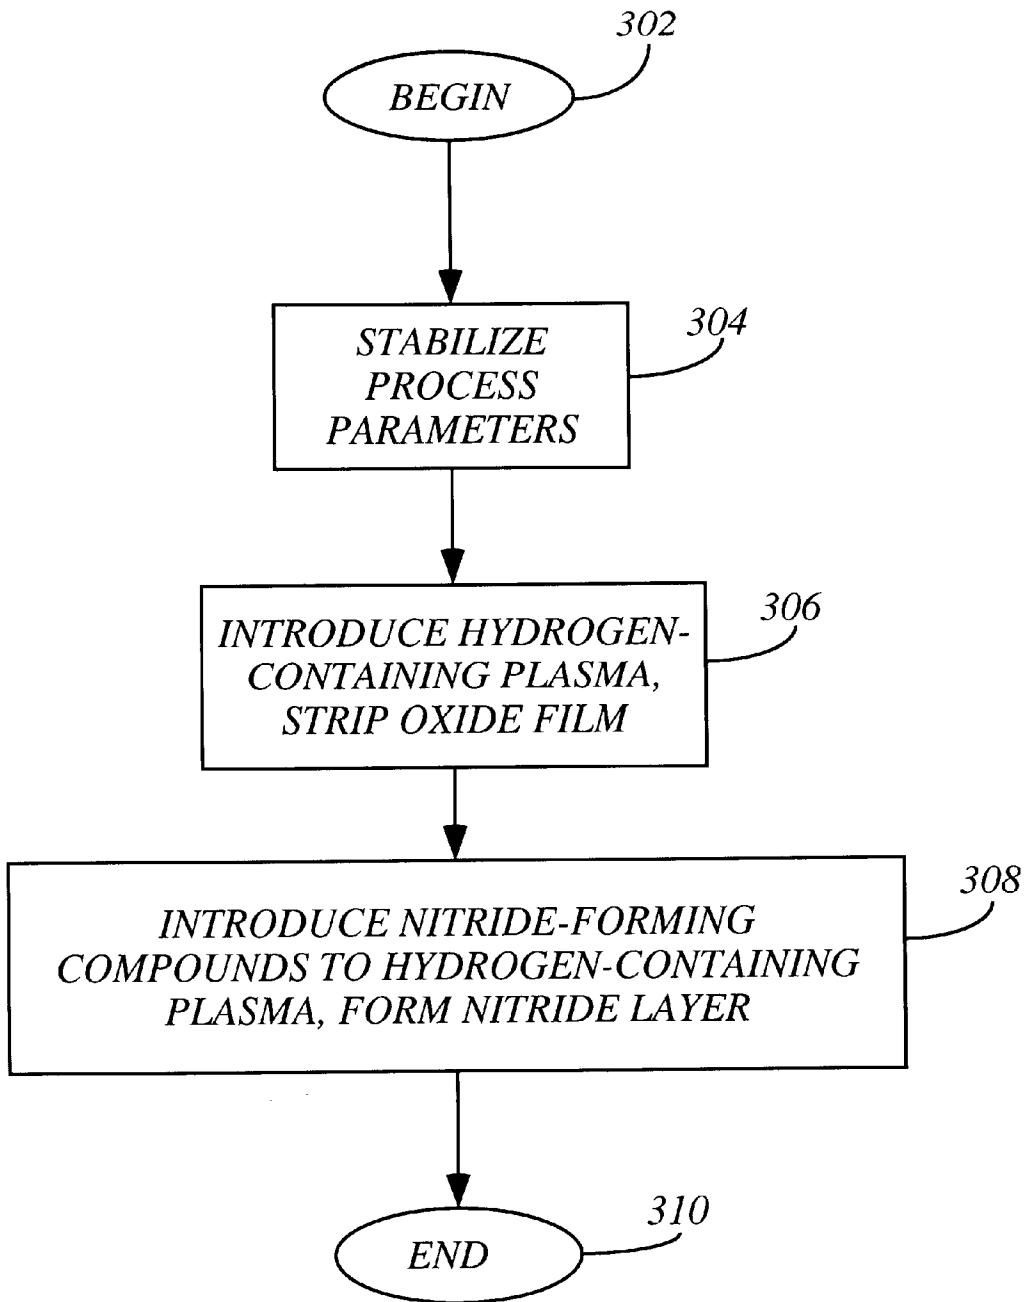 302
BEGIN
304
STABILIZE
PROCESS
PARAMETERS
306
INTRODUCE HYDROGEN-
CONTAINING PLASMA,
STRIP OXIDE FILM
308
INTRODUCE NITRIDE-FORMING
COMPOUNDS TO HYDROGEN-CONTAINING
PLASMA, FORM NITRIDE LAYER
310
END